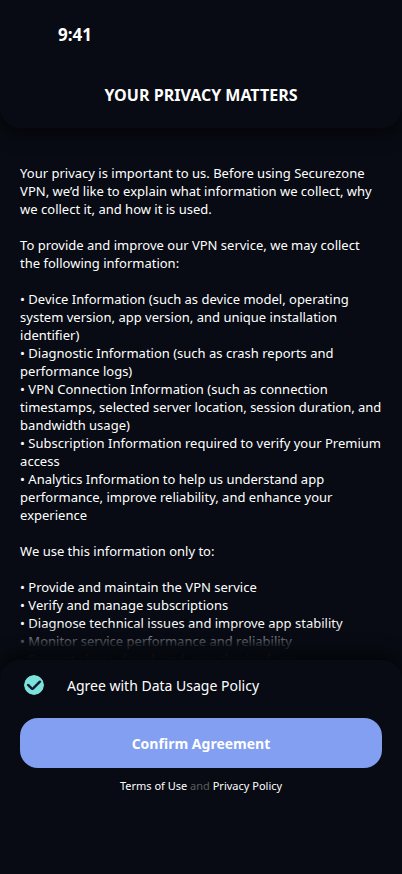 9:41
YOUR PRIVACY MATTERS
Your privacy is important to us. Before using Securezone
VPN, we'd like to explain what information we collect, why
we collect it, and how it is used.
To provide and improve our VPN service, we may collect
the following information:
• Device Information (such as device model, operating
system version, app version, and unique installation
identifier)
• Diagnostic Information (such as crash reports and
performance logs)
• VPN Connection Information (such as connection
timestamps, selected server location, session duration, and
bandwidth usage)
• Subscription Information required to verify your Premium
access
• Analytics Information to help us understand app
performance, improve reliability, and enhance your
experience
We use this information only to:
• Provide and maintain the VPN service
• Verify and manage subscriptions
• Diagnose technical issues and improve app stability
• Monitor service performance and reliability
Agree with Data Usage Policy
Confirm Agreement
Terms of Use and Privacy Policy